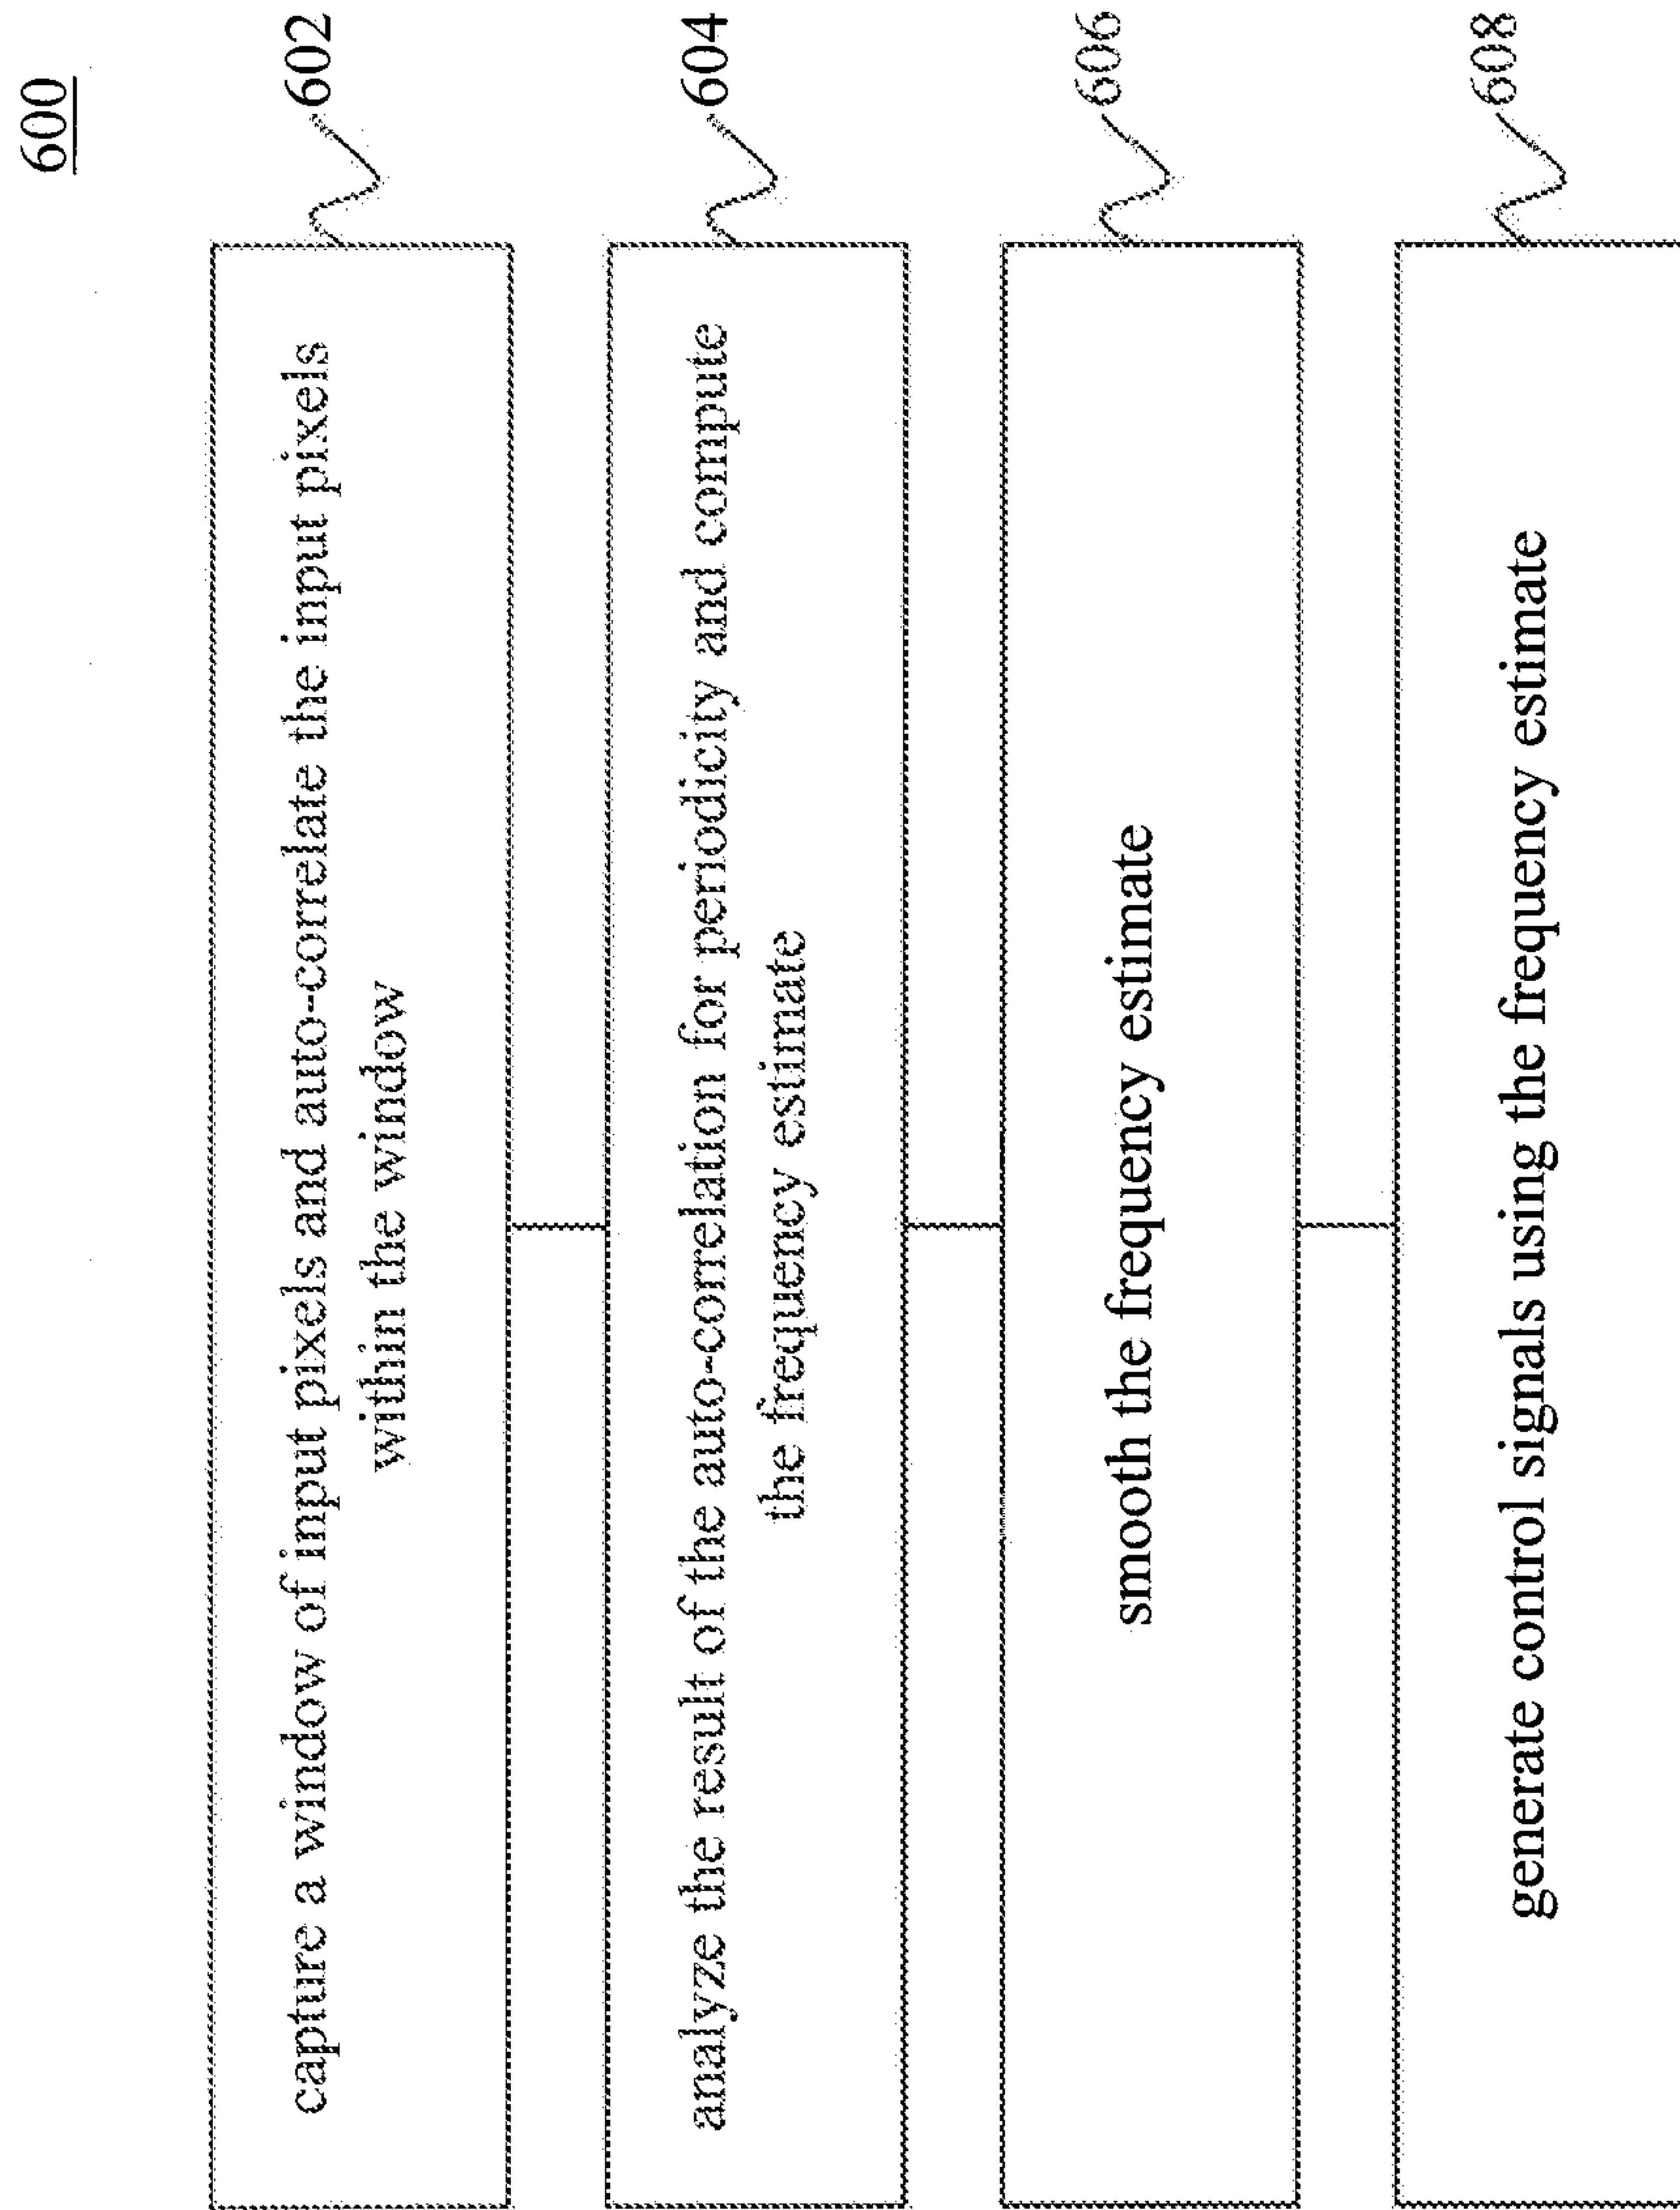 600
capture a window of input pixels and auto-correlate the input pixels
within the window
602
analyze the result of the auto-correlation for periodicity and compute
the frequency estimate
604
smooth the frequency estimate
606
generate control signals using the frequency estimate
608